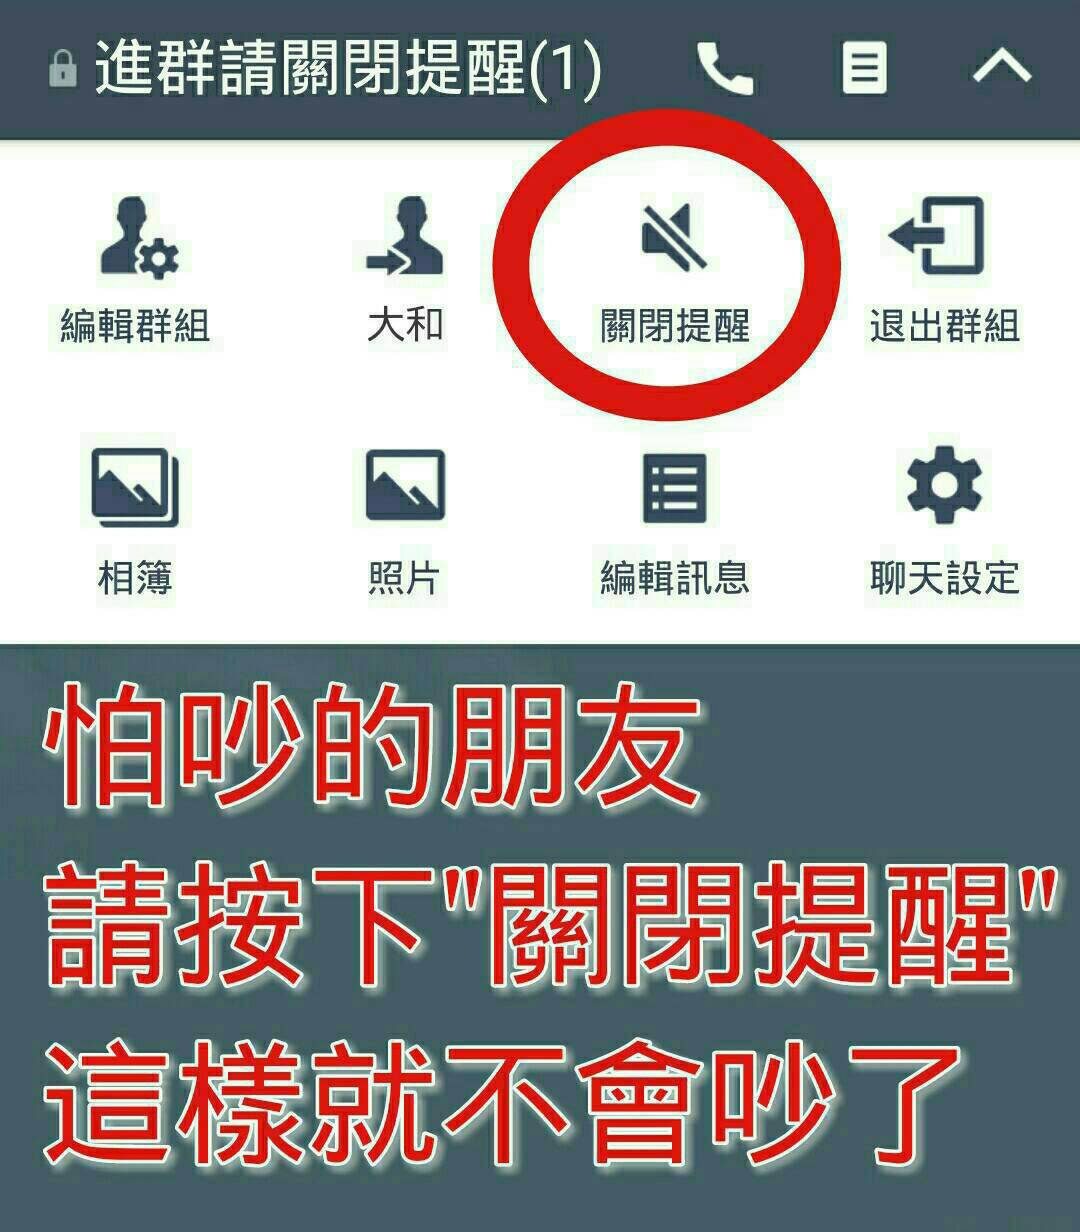 進群請關閉提醒(1)
編輯群組
大和
關閉提醒
退出群組
相簿
照片
編輯訊息
聊天設定
怕吵的朋友
請按下"關閉提醒"
這樣就不會吵了